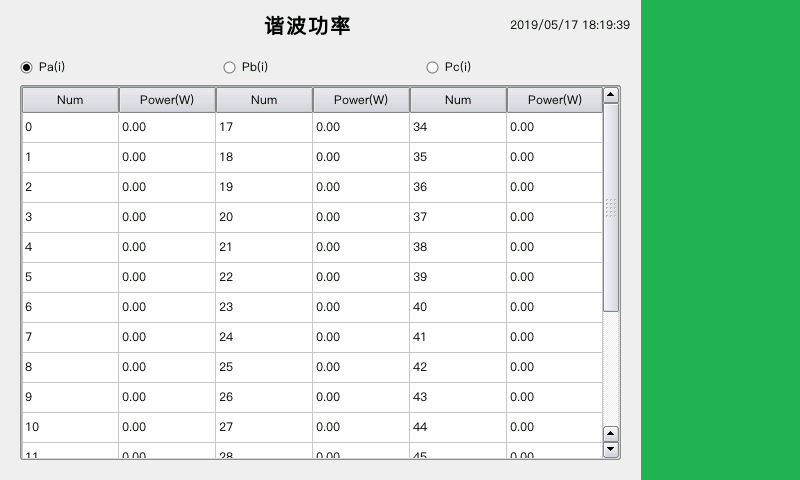 谐波功率
2019/05/17 18:19:39
Pa(i) Pb(i) Pc(i)
Num Power(W) Num Power(W) Num Power(W)
0 0.00 17 0.00 34 0.00
1 0.00 18 0.00 35 0.00
2 0.00 19 0.00 36 0.00
3 0.00 20 0.00 37 0.00
4 0.00 21 0.00 38 0.00
5 0.00 22 0.00 39 0.00
6 0.00 23 0.00 40 0.00
7 0.00 24 0.00 41 0.00
8 0.00 25 0.00 42 0.00
9 0.00 26 0.00 43 0.00
10 0.00 27 0.00 44 0.00
11 0.00 28 0.00 45 0.00